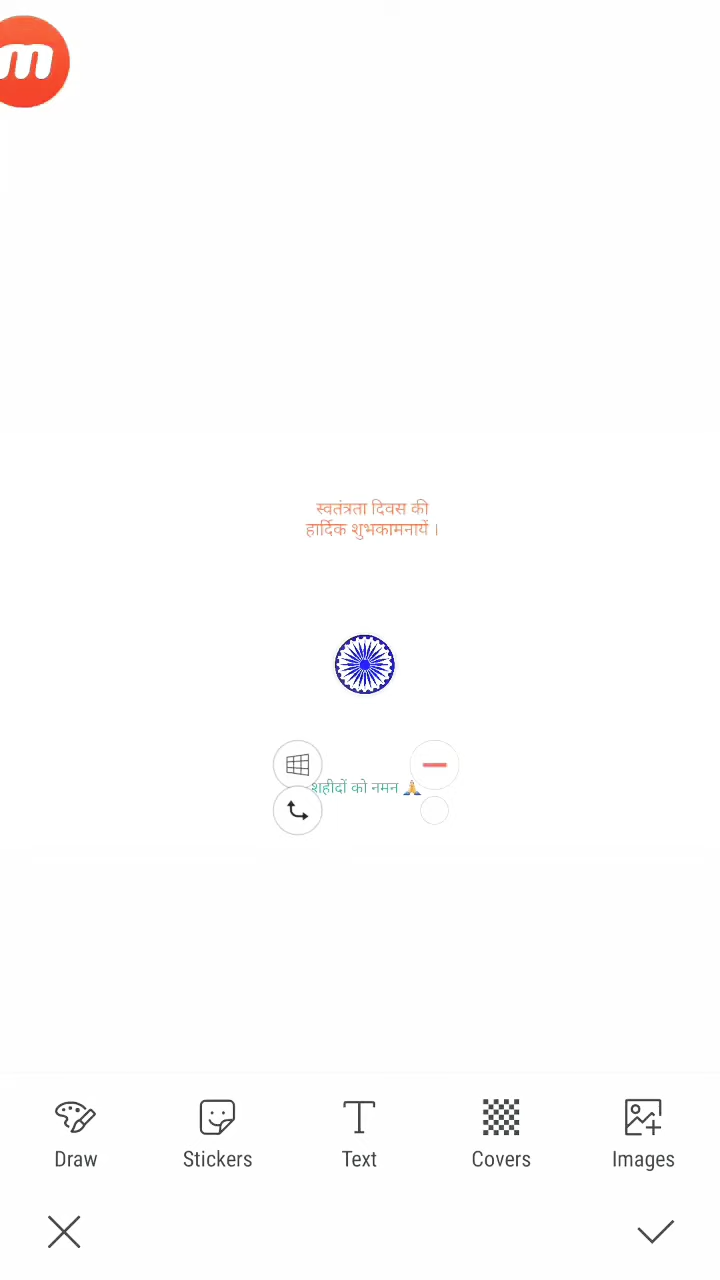 m
स्वतंत्रता दिवस की
हार्दिक शुभकामनायें ।
शहीदों को नमन 🙏
Draw Stickers Text Covers Images